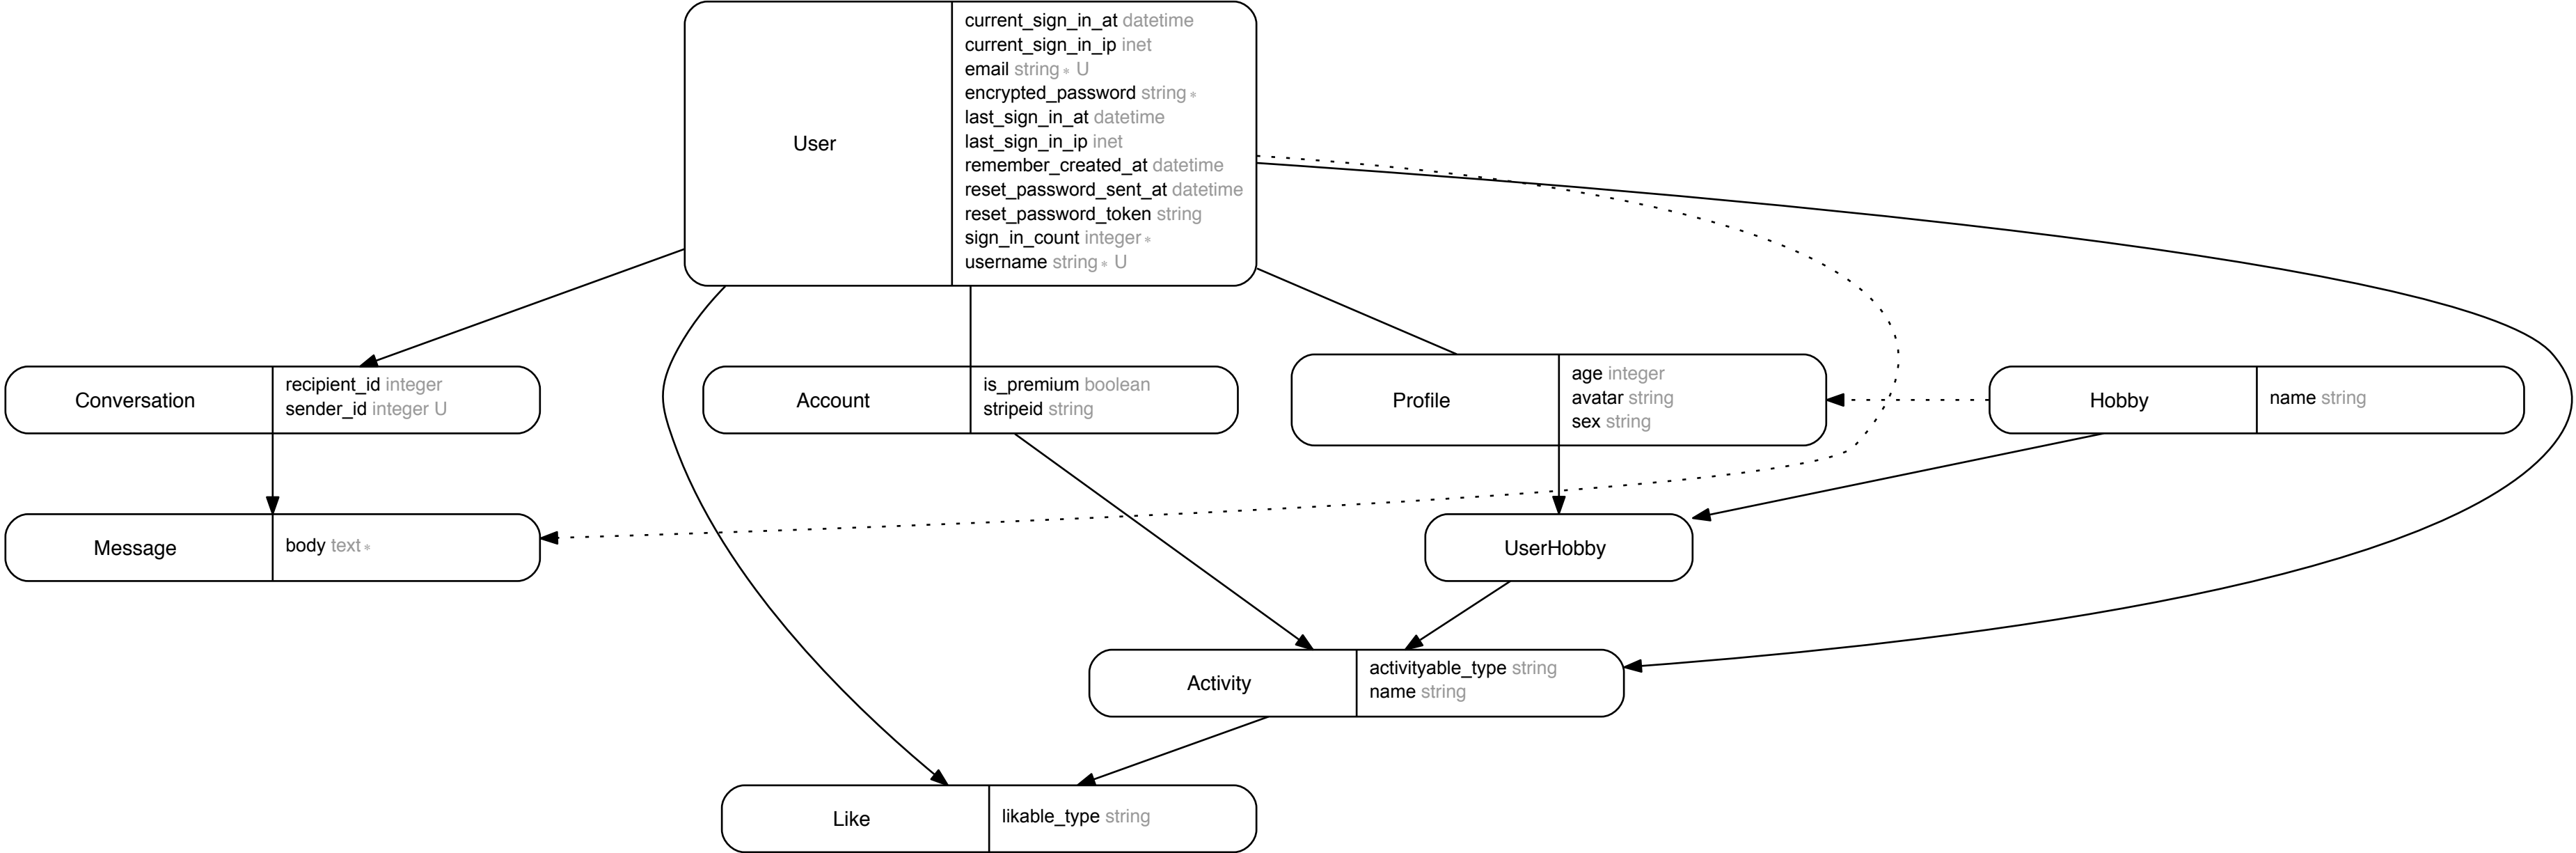 User
current_sign_in_at datetime
current_sign_in_ip inet
email string * U
encrypted_password string *
last_sign_in_at datetime
last_sign_in_ip inet
remember_created_at datetime
reset_password_sent_at datetime
reset_password_token string
sign_in_count integer *
username string * U
Conversation
recipient_id integer
sender_id integer U
Account
is_premium boolean
stripeid string
Profile
age integer
avatar string
sex string
Hobby
name string
Message
body text *
UserHobby
Activity
activityable_type string
name string
Like
likable_type string